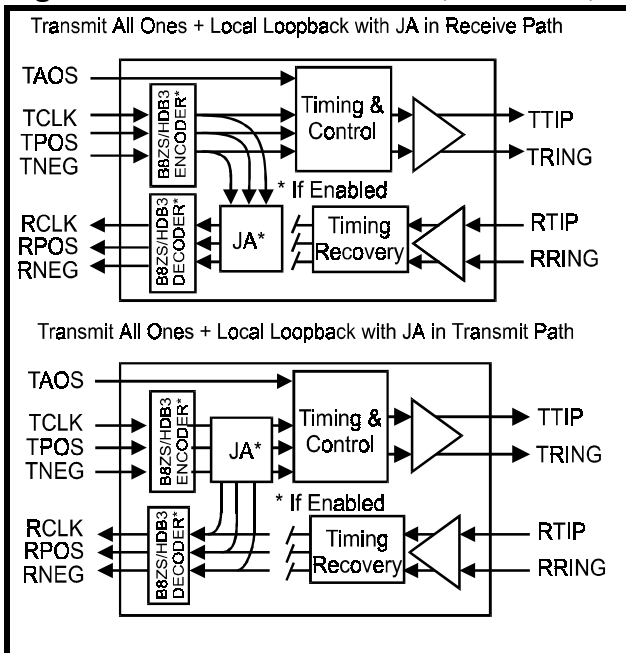 Transmit All Ones + Local Loopback with JA in Receive Path
TAOS
TCLK
TPOS
TNEG
B8ZS/HDB3
ENCODER*
Timing &
Control
TTIP
TRING
* If Enabled
RCLK
RPOS
RNEG
B8ZS/HDB3
DECODER*
JA*
Timing
Recovery
RTIP
RRING
Transmit All Ones + Local Loopback with JA in Transmit Path
TAOS
TCLK
TPOS
TNEG
B8ZS/HDB3
ENCODER*
JA*
Timing &
Control
TTIP
TRING
* If Enabled
RCLK
RPOS
RNEG
B8ZS/HDB3
DECODER*
Timing
Recovery
RTIP
RRING